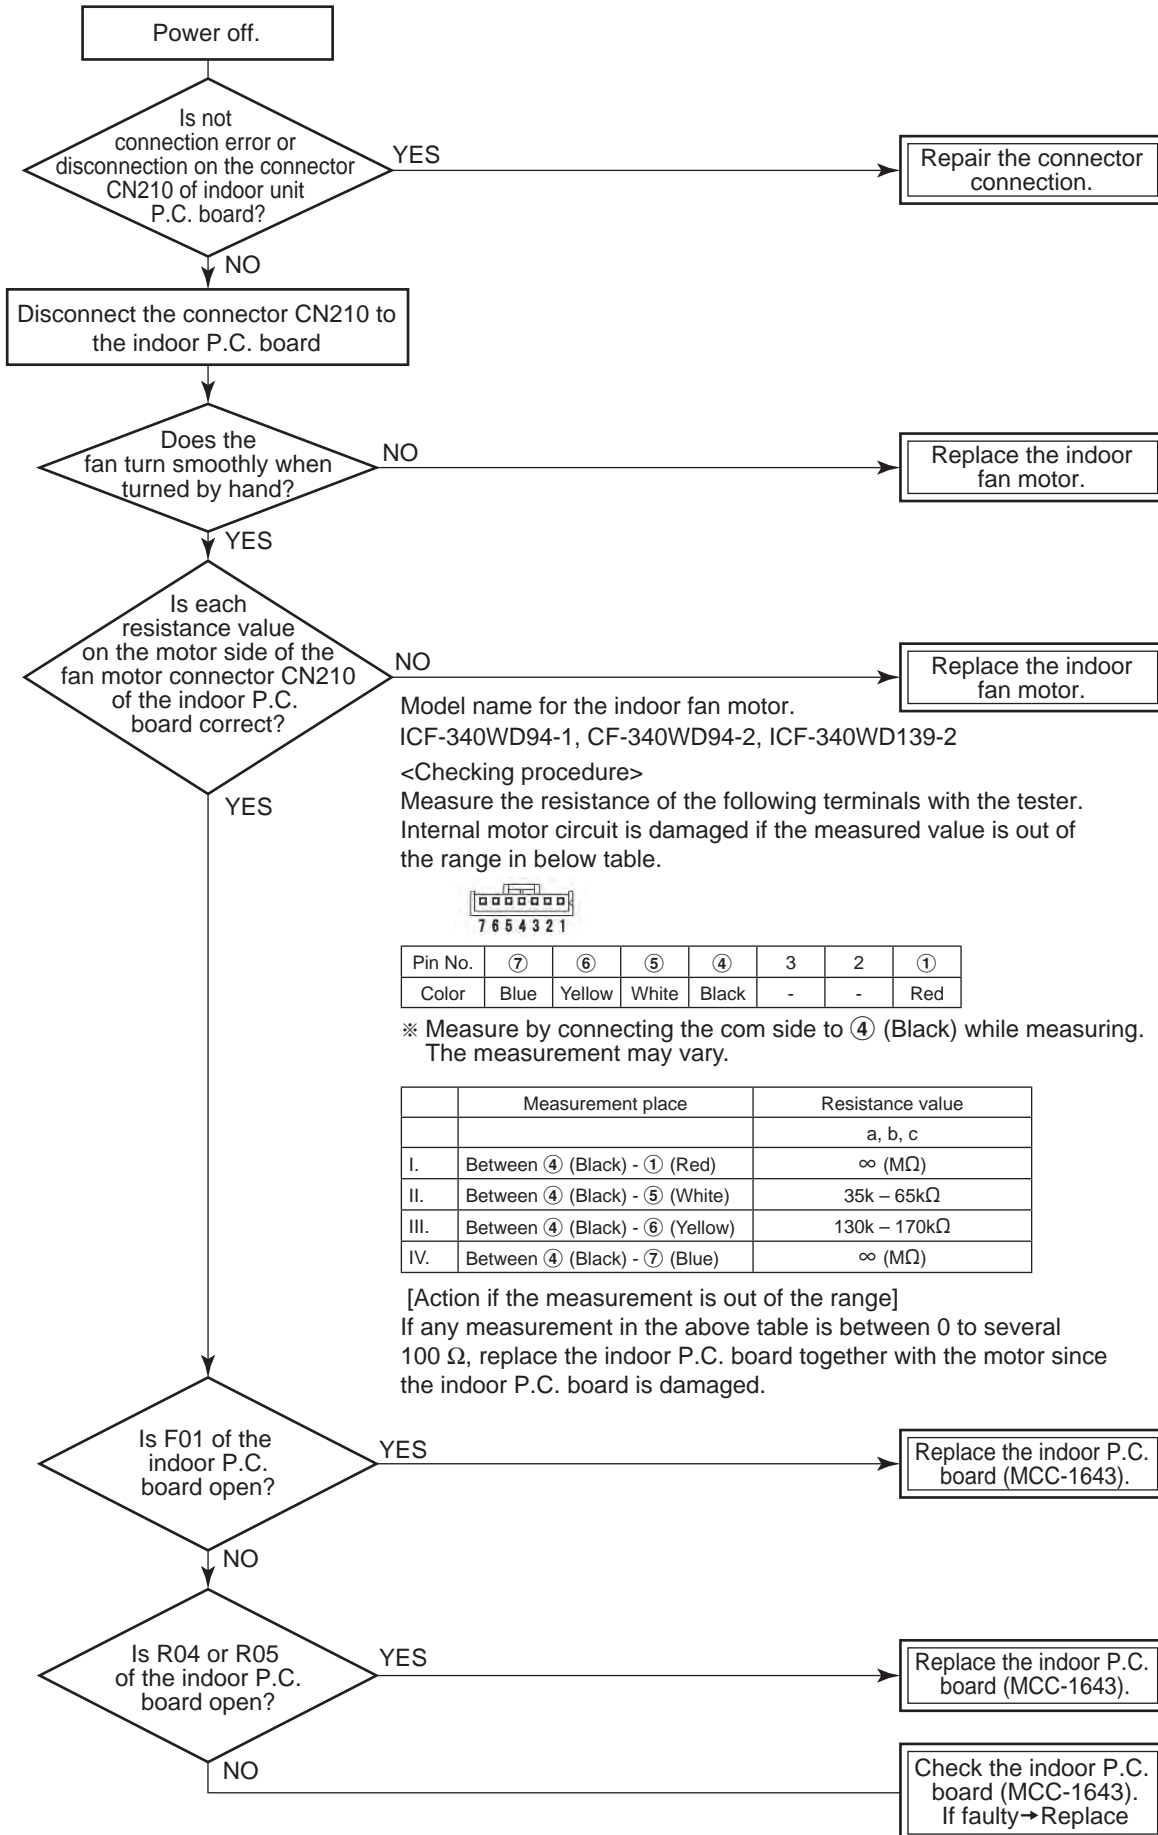 Power off.
Is not
connection error or
disconnection on the connector
CN210 of indoor unit
P.C. board?
YES
Repair the connector
connection.
NO
Disconnect the connector CN210 to
the indoor P.C. board
Does the
fan turn smoothly when
turned by hand?
NO
Replace the indoor
fan motor.
YES
Is each
resistance value
on the motor side of the
fan motor connector CN210
of the indoor P.C.
board correct?
NO
Replace the indoor
fan motor.
YES
Model name for the indoor fan motor.
ICF-340WD94-1, CF-340WD94-2, ICF-340WD139-2
<Checking procedure>
Measure the resistance of the following terminals with the tester.
Internal motor circuit is damaged if the measured value is out of
the range in below table.
7 6 5 4 3 2 1
Pin No. ⑦ ⑥ ⑤ ④ 3 2 ①
Color Blue Yellow White Black - - Red
※ Measure by connecting the com side to ④ (Black) while measuring.
The measurement may vary.
Measurement place Resistance value
a, b, c
I. Between ④ (Black) - ① (Red) ∞ (MΩ)
II. Between ④ (Black) - ⑤ (White) 35k – 65kΩ
III. Between ④ (Black) - ⑥ (Yellow) 130k – 170kΩ
IV. Between ④ (Black) - ⑦ (Blue) ∞ (MΩ)
[Action if the measurement is out of the range]
If any measurement in the above table is between 0 to several
100 Ω, replace the indoor P.C. board together with the motor since
the indoor P.C. board is damaged.
Is F01 of the
indoor P.C.
board open?
YES
Replace the indoor P.C.
board (MCC-1643).
NO
Is R04 or R05
of the indoor P.C.
board open?
YES
Replace the indoor P.C.
board (MCC-1643).
NO
Check the indoor P.C.
board (MCC-1643).
If faulty→Replace